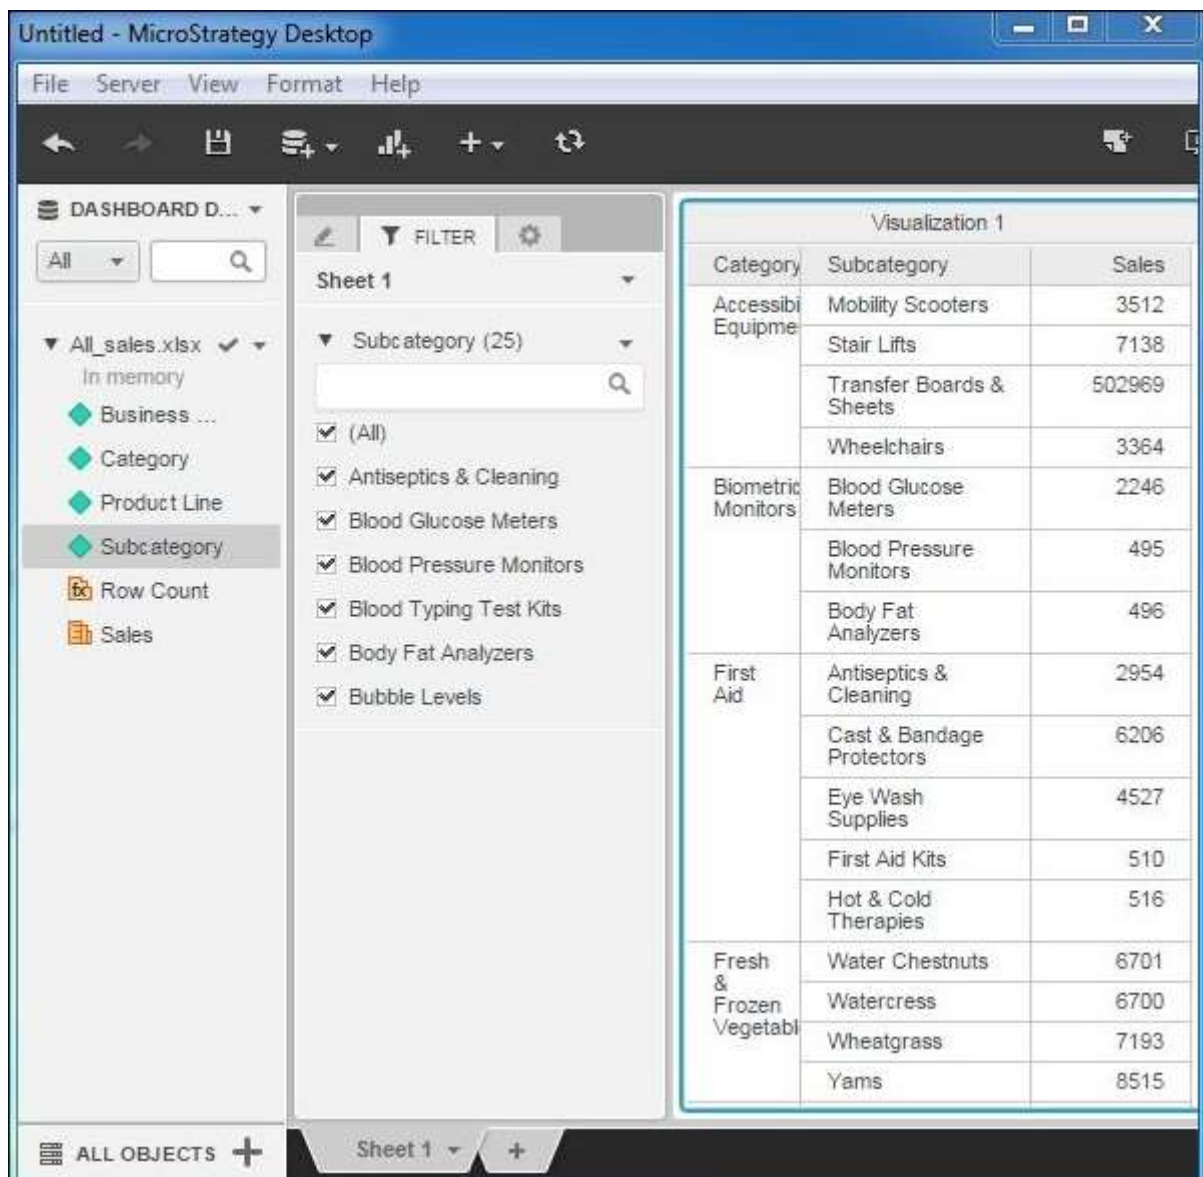 Untitled - MicroStrategy Desktop
File Server View Format Help
DASHBOARD D...
All
All_sales.xlsx
In memory
Business ...
Category
Product Line
Subcategory
Row Count
Sales
ALL OBJECTS
FILTER
Sheet 1
Subcategory (25)
(All)
Antiseptics & Cleaning
Blood Glucose Meters
Blood Pressure Monitors
Blood Typing Test Kits
Body Fat Analyzers
Bubble Levels
Visualization 1
Category Subcategory Sales
Accessibi Mobility Scooters 3512
Equipme
Stair Lifts 7138
Transfer Boards & 502969
Sheets
Wheelchairs 3364
Biometric Blood Glucose 2246
Monitors Meters
Blood Pressure 495
Monitors
Body Fat 496
Analyzers
First Antiseptics & 2954
Aid Cleaning
Cast & Bandage 6206
Protectors
Eye Wash 4527
Supplies
First Aid Kits 510
Hot & Cold 516
Therapies
Fresh Water Chestnuts 6701
&
Frozen Watercress 6700
Vegetabl Wheatgrass 7193
Yams 8515
Sheet 1